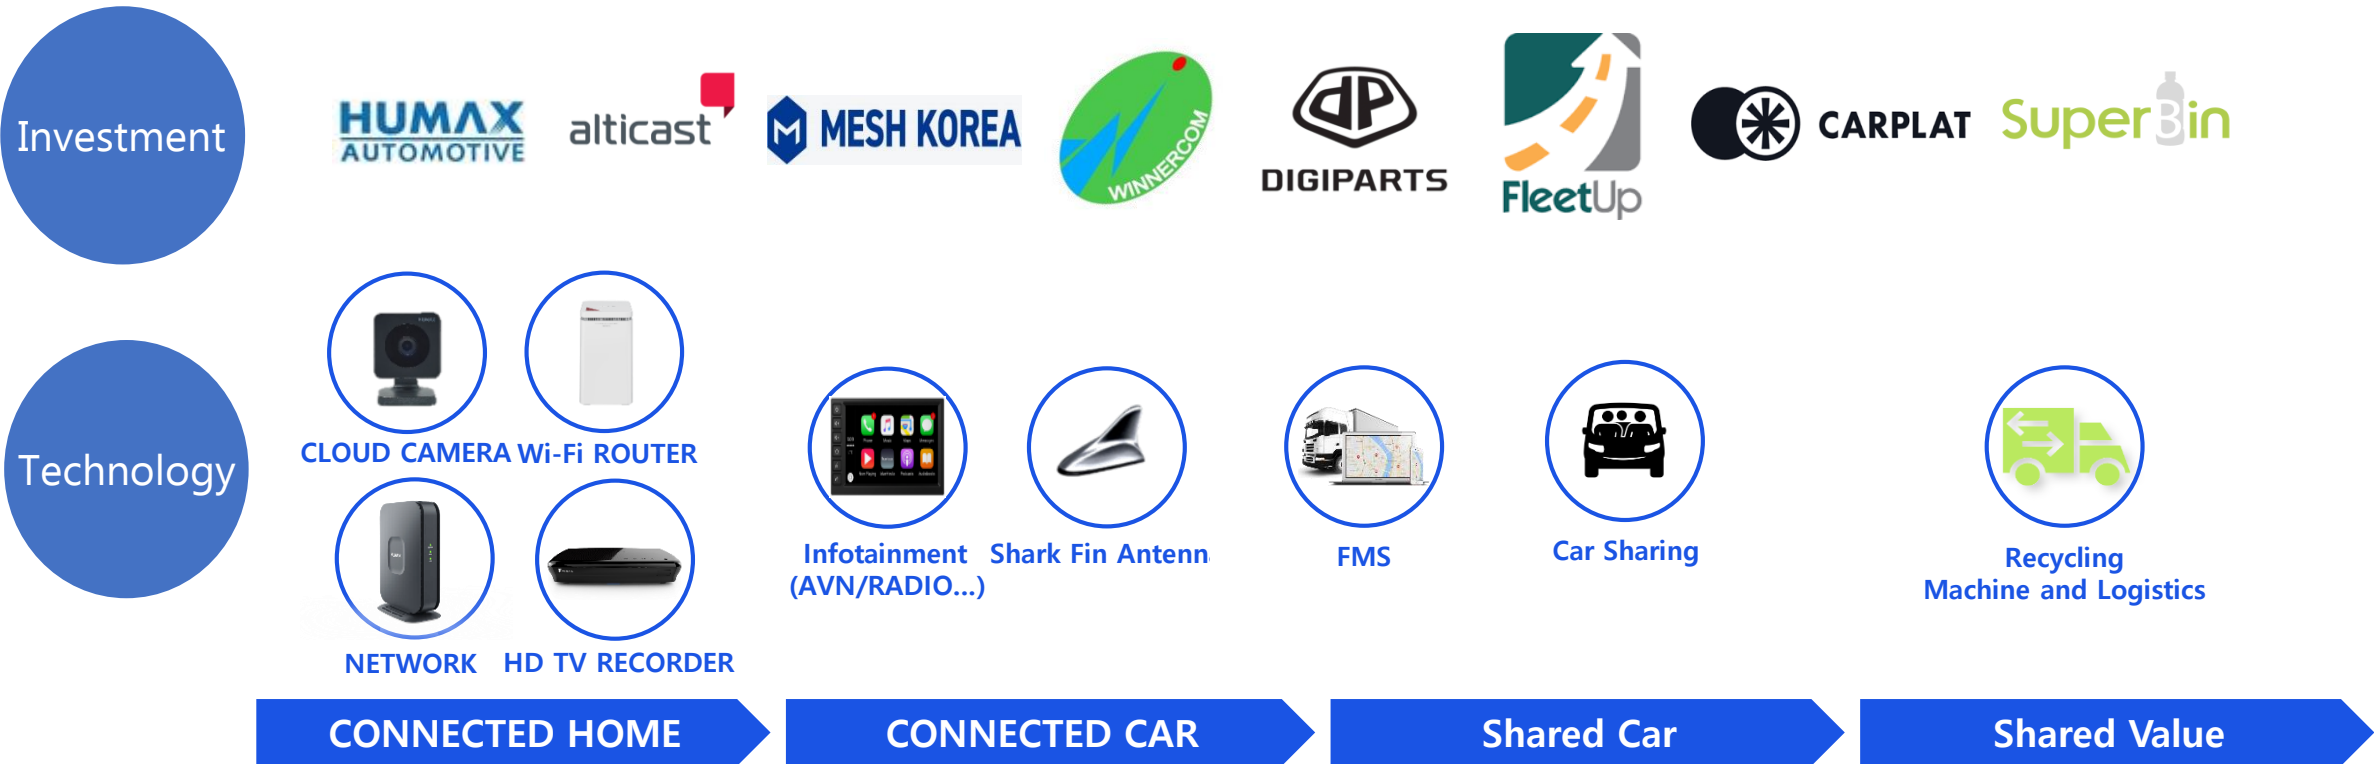 Investment
HUMAX
AUTOMOTIVE
alticast
MESH KOREA
WINNERCOM
DIGIPARTS
FleetUp
CARPLAT
SuperBin
Technology
CLOUD CAMERA
Wi-Fi ROUTER
NETWORK
HD TV RECORDER
Infotainment
(AVN/RADIO...)
Shark Fin Antenn
FMS
Car Sharing
Recycling
Machine and Logistics
CONNECTED HOME
CONNECTED CAR
Shared Car
Shared Value